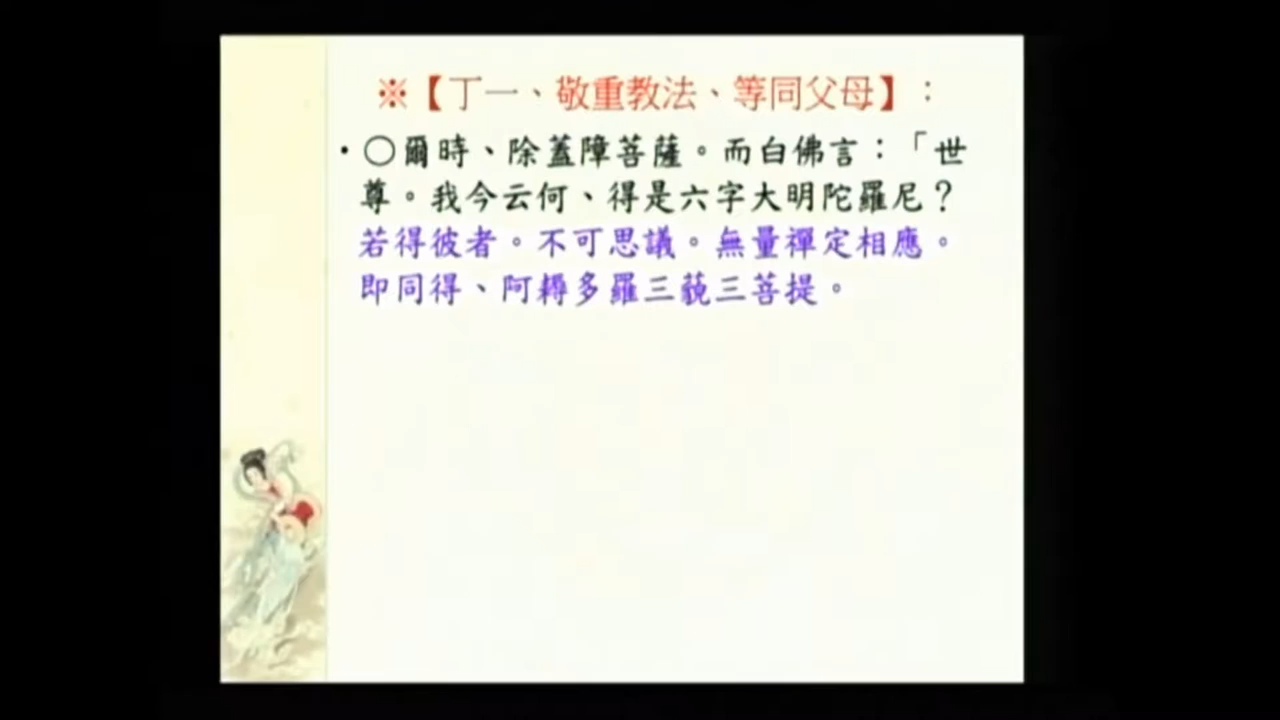 ※【丁一、敬重教法、等同父母】：
•○爾時、除蓋障菩薩。而白佛言：「世
尊。我今云何、得是六字大明陀羅尼？
若得彼者。不可思議。無量禪定相應。
即同得、阿耨多羅三藐三菩提。